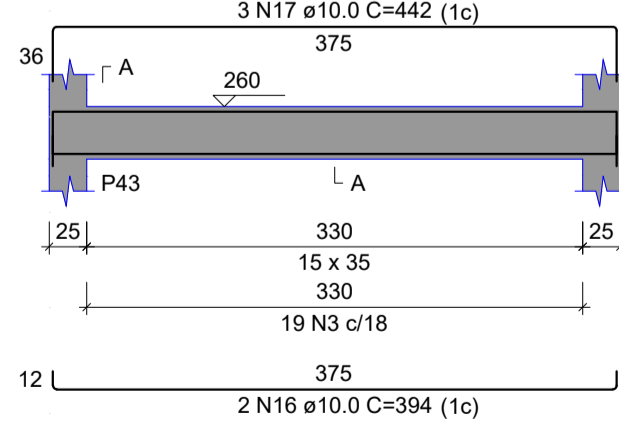 3 N17 ø10.0 C=442 (1c)
375
36
A
260
P43
A
25
330
25
15 x 35
330
19 N3 c/18
12
375
2 N16 ø10.0 C=394 (1c)